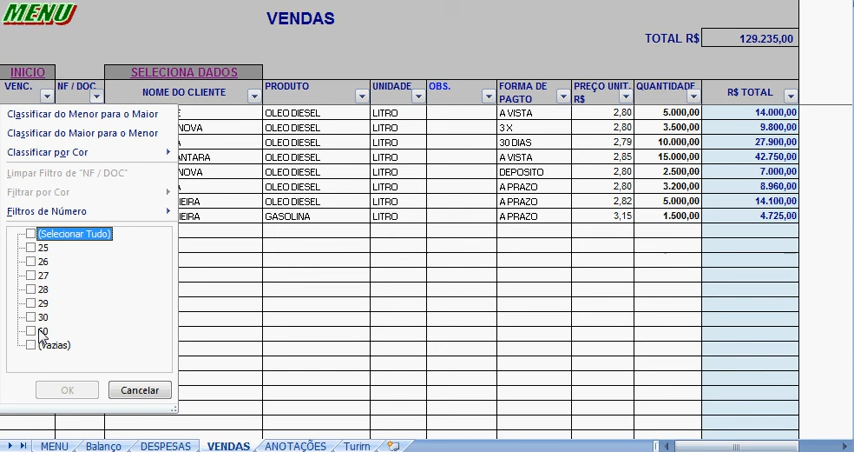 MENU
VENDAS
TOTAL R$ 129.235,00
INICIO SELECIONA DADOS
VENC. NF / DOC. NOME DO CLIENTE PRODUTO UNIDADE OBS. FORMA DE PAGTO PREÇO UNIT. R$ QUANTIDADE R$ TOTAL
OLEO DIESEL LITRO A VISTA 2,80 5.000,00 14.000,00
NOVA OLEO DIESEL LITRO 3 X 2,80 3.500,00 9.800,00
OLEO DIESEL LITRO 30 DIAS 2,79 10.000,00 27.900,00
ANTARA OLEO DIESEL LITRO A VISTA 2,85 15.000,00 42.750,00
NOVA OLEO DIESEL LITRO DEPOSITO 2,80 2.500,00 7.000,00
OLEO DIESEL LITRO A PRAZO 2,80 3.200,00 8.960,00
EIRA OLEO DIESEL LITRO A PRAZO 2,82 5.000,00 14.100,00
EIRA GASOLINA LITRO A PRAZO 3,15 1.500,00 4.725,00
Classificar do Menor para o Maior
Classificar do Maior para o Menor
Classificar por Cor
Limpar Filtro de "NF / DOC"
Filtrar por Cor
Filtros de Número
(Selecionar Tudo)
25
26
27
28
29
30
(Vazias)
OK Cancelar
MENU Balanço DESPESAS VENDAS ANOTAÇÕES Turim